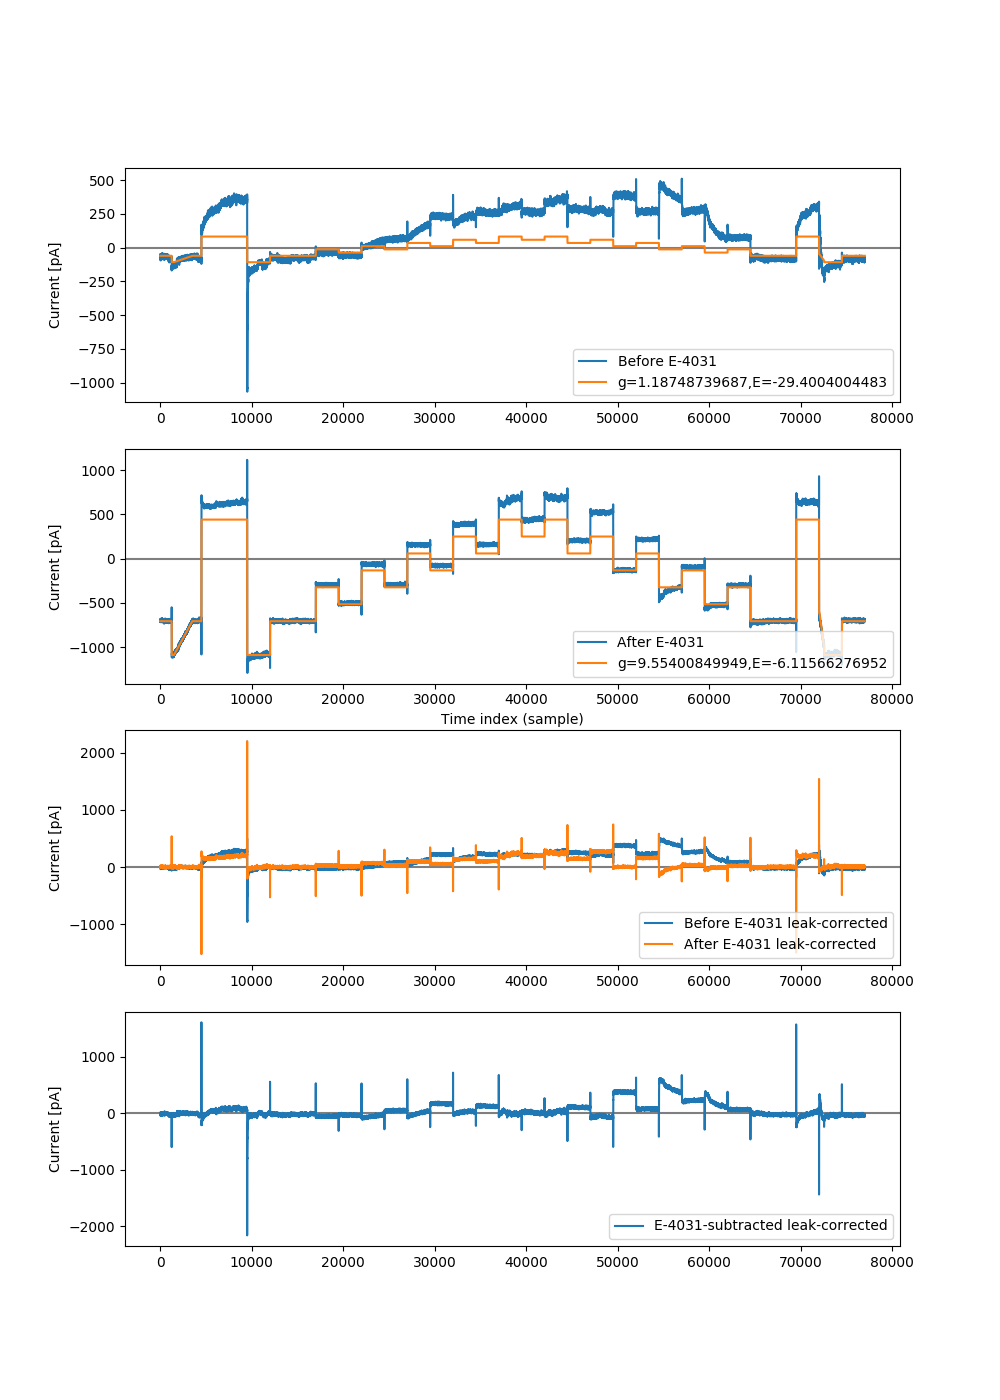 500
250
0
−250
−500
−750
−1000
Current [pA]
Before E-4031
g=1.18748739687,E=-29.4004004483
0 10000 20000 30000 40000 50000 60000 70000 80000
1000
500
0
−500
−1000
Current [pA]
After E-4031
g=9.55400849949,E=-6.11566276952
0 10000 20000 30000 40000 50000 60000 70000 80000
Time index (sample)
2000
1000
0
−1000
Current [pA]
Before E-4031 leak-corrected
After E-4031 leak-corrected
0 10000 20000 30000 40000 50000 60000 70000 80000
1000
0
−1000
−2000
Current [pA]
E-4031-subtracted leak-corrected
0 10000 20000 30000 40000 50000 60000 70000 80000